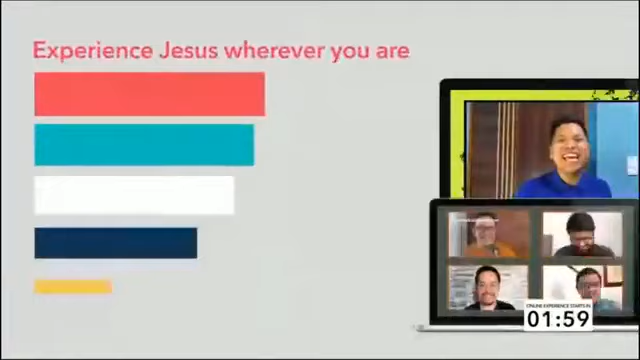 Experience Jesus wherever you are
ONLINE EXPERIENCE STARTS IN
01:59